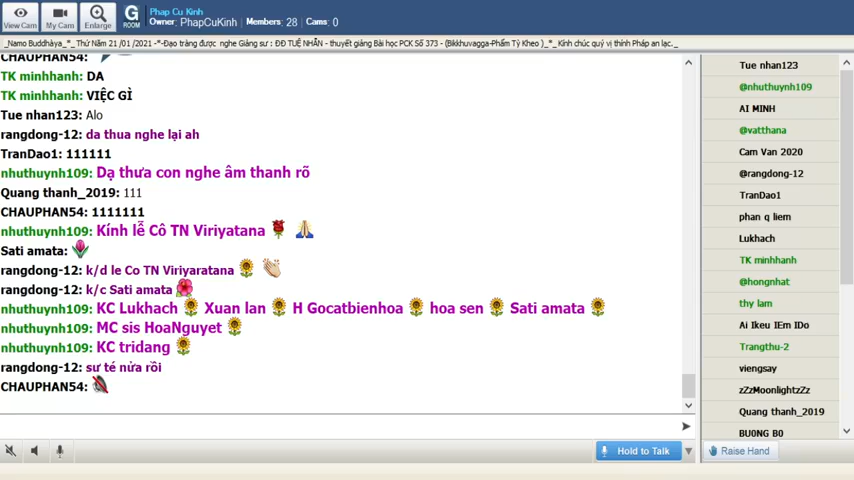 View Cam
My Cam
Enlarge
G
ROOM
Phap Cu Kinh
Owner: PhapCuKinh | Members: 28 | Cams: 0
_Namo Buddhàya_*_ Thứ Năm 21 /01 /2021 -*-Đạo tràng được  nghe Giảng sư : ĐĐ TUỆ NHÂN - thuyết giảng Bài học PCK Số 373 - (Bikkhuvagga-Phẩm Tỳ Kheo )_*_ Kính chúc quý vị thính Pháp an lạc._
CHAUPHAN54:
TK minhhanh: DA
TK minhhanh: VIỆC GÌ
Tue nhan123: Alo
rangdong-12: da thua nghe lại ah
TranDao1: 111111
nhuthuynh109: Dạ thưa con nghe âm thanh rõ
Quang thanh_2019: 111
CHAUPHAN54: 1111111
nhuthuynh109: Kính lễ Cô TN Viriyatana
Sati amata:
rangdong-12: k/d le Co TN Viriyaratana
rangdong-12: k/c Sati amata
nhuthuynh109: KC Lukhach Xuan lan H Gocatbienhoa hoa sen Sati amata
nhuthuynh109: MC sis HoaNguyet
nhuthuynh109: KC tridang
rangdong-12: sư té nửa rồi
CHAUPHAN54:
Hold to Talk
Tue nhan123
@nhuthuynh109
AI MINH
@vatthana
Cam Van 2020
@rangdong-12
TranDao1
phan q liem
Lukhach
TK minhhanh
@hongnhat
thy lam
Ai lkeu IEm IDo
Trangthu-2
viengsay
zZzMoonlightzZz
Quang thanh_2019
BU0NG B0
Raise Hand